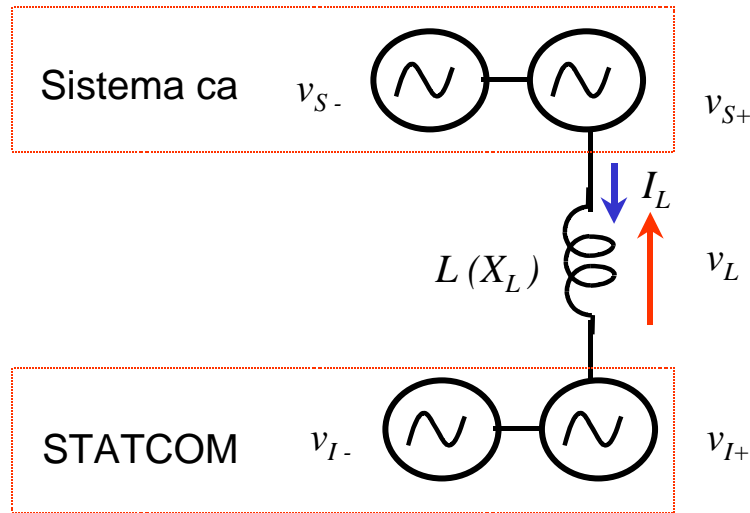 Sistema ca
v_{S -}
v_{S+}
I_L
L (X_L)
v_L
STATCOM
v_{I -}
v_{I+}